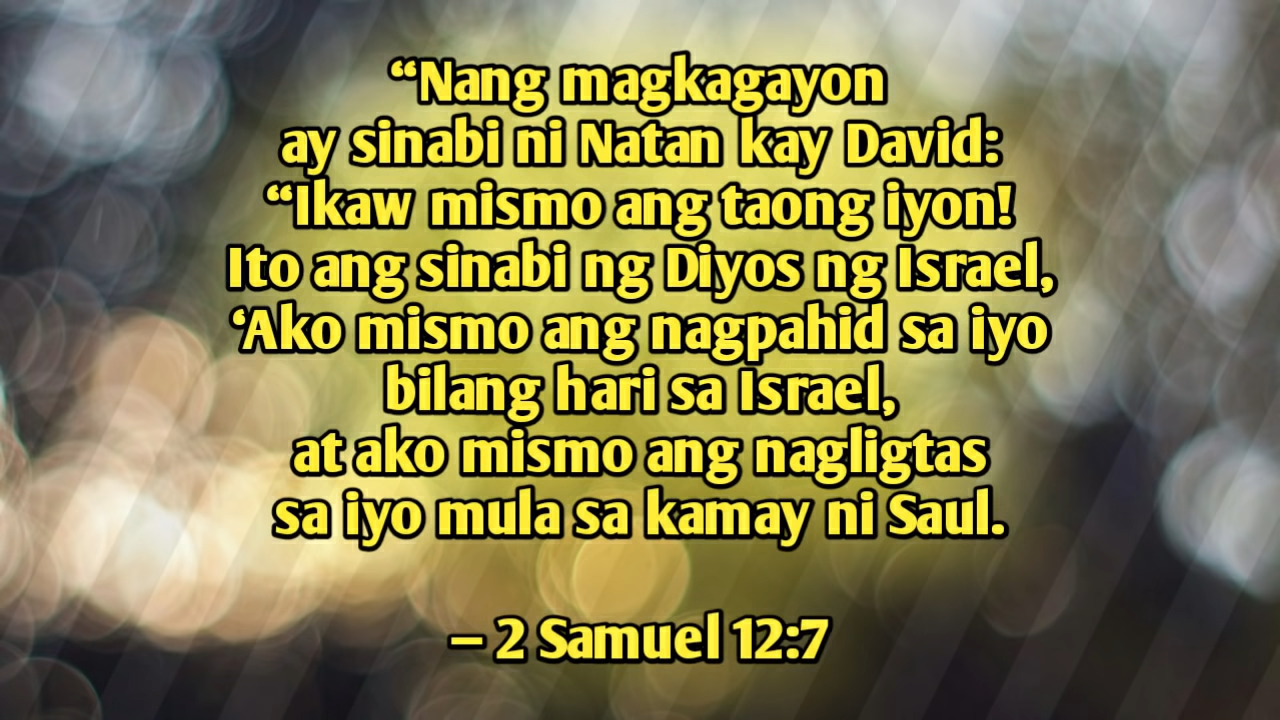 “Nang magkagayon
ay sinabi ni Natan kay David:
“Ikaw mismo ang taong iyon!
Ito ang sinabi ng Diyos ng Israel,
‘Ako mismo ang nagpahid sa iyo
bilang hari sa Israel,
at ako mismo ang nagligtas
sa iyo mula sa kamay ni Saul.
– 2 Samuel 12:7